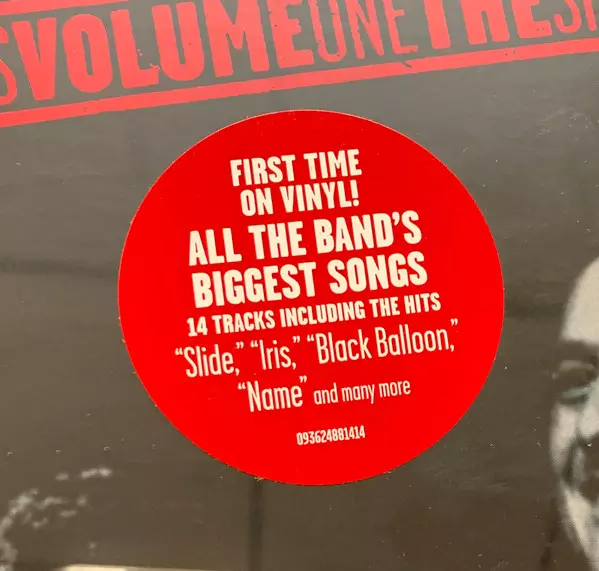 SVOLUMEONETHESI
FIRST TIME
ON VINYL!
ALL THE BAND'S
BIGGEST SONGS
14 TRACKS INCLUDING THE HITS
“Slide,” “Iris,” “Black Balloon,”
“Name” and many more
093624881414